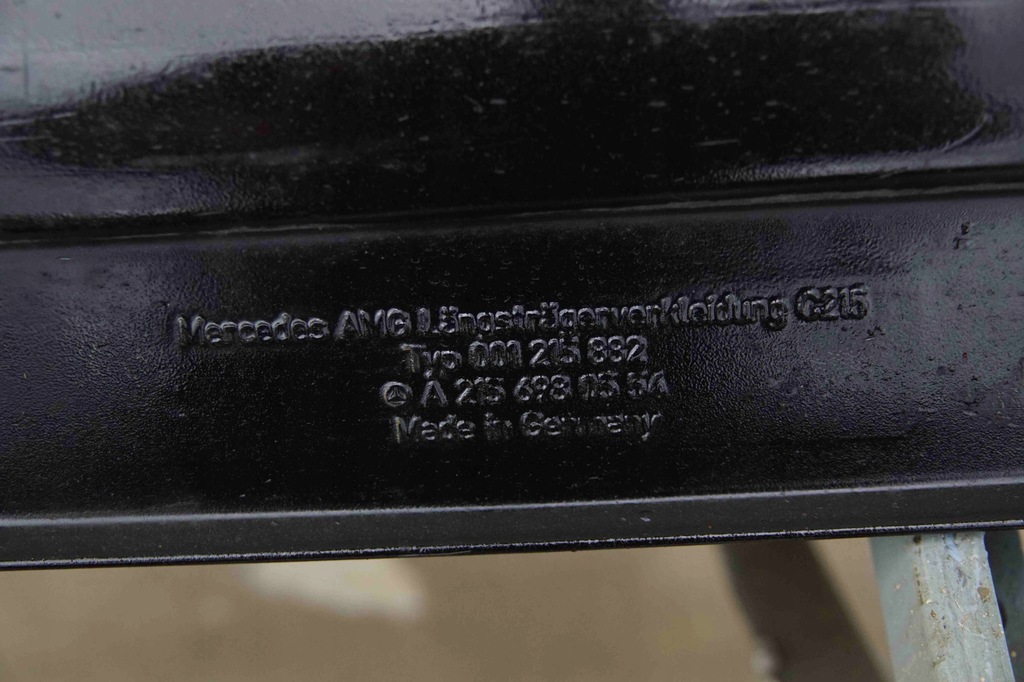 Mercedes AMG Längsträgerverkleidung C215
Typ 001 215 882
A 215 698 05 54
Made in Germany